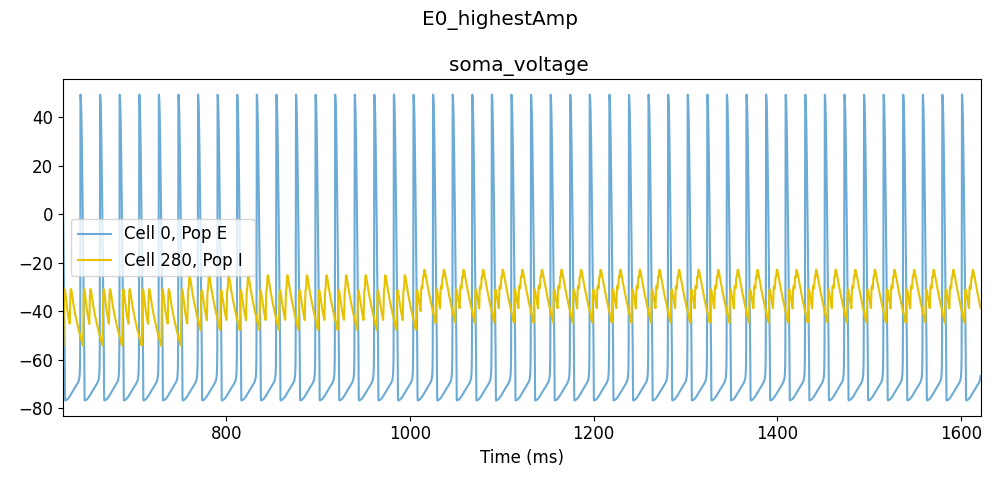 E0_highestAmp
soma_voltage
40
20
0
−20
−40
−60
−80
Cell 0, Pop E
Cell 280, Pop I
800
1000
1200
1400
1600
Time (ms)